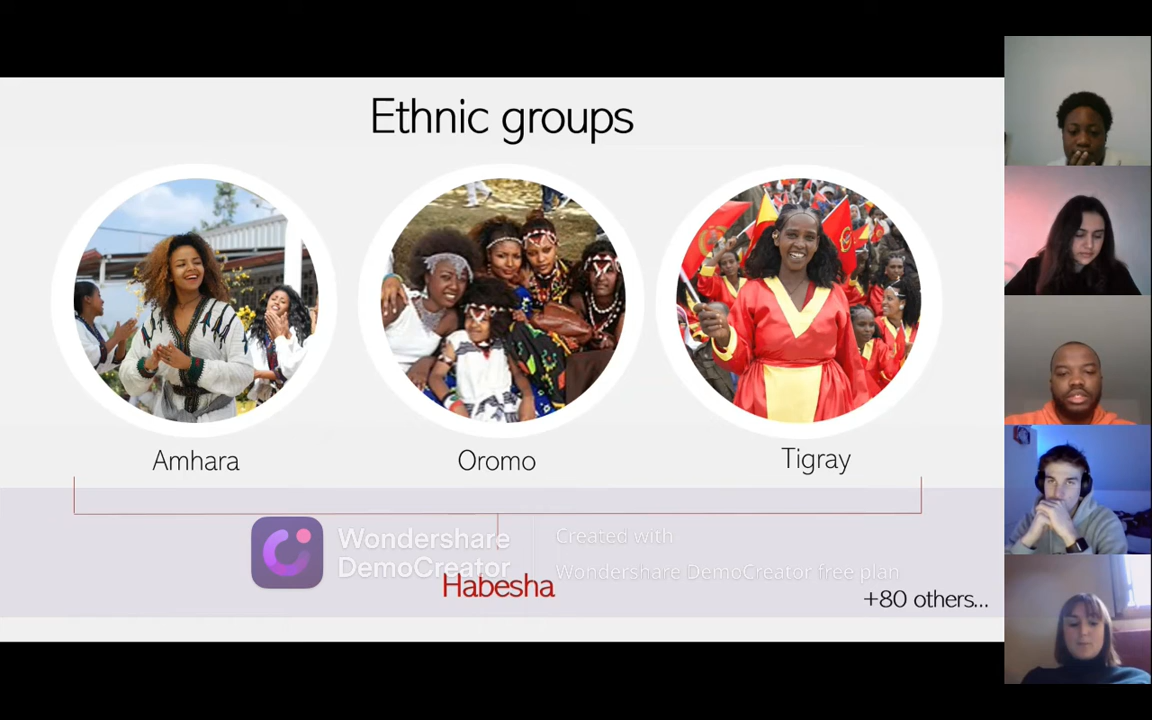 Ethnic groups
Amhara
Oromo
Tigray
Wondershare
DemoCreator
Created with
Wondershare DemoCreator free plan
Habesha
+80 others...